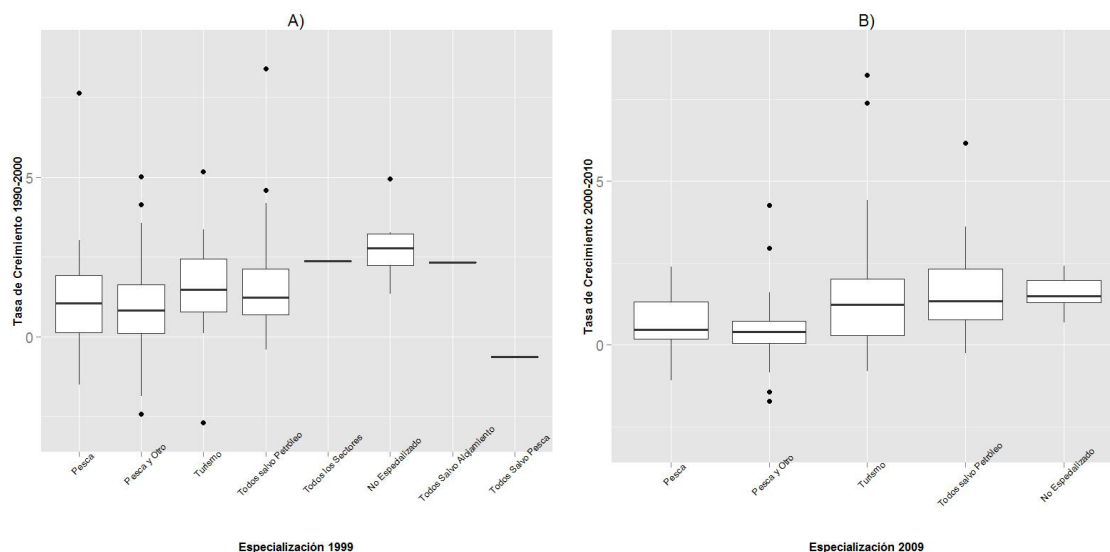 A)
Tasa de Creimiento 1990-2000
5
0
Pesca
Pesca y Otro
Turismo
Todos salvo Petróleo
Todos los Sectores
No Espedalizado
Todos Salvo Alojamiento
Todos Salvo Pesca
Especialización 1999
B)
Tasa de Crecimiento 2000-2010
5
0
Pesca
Pesca y Otro
Turismo
Todos salvo Petróleo
No Espedalizado
Especialización 2009